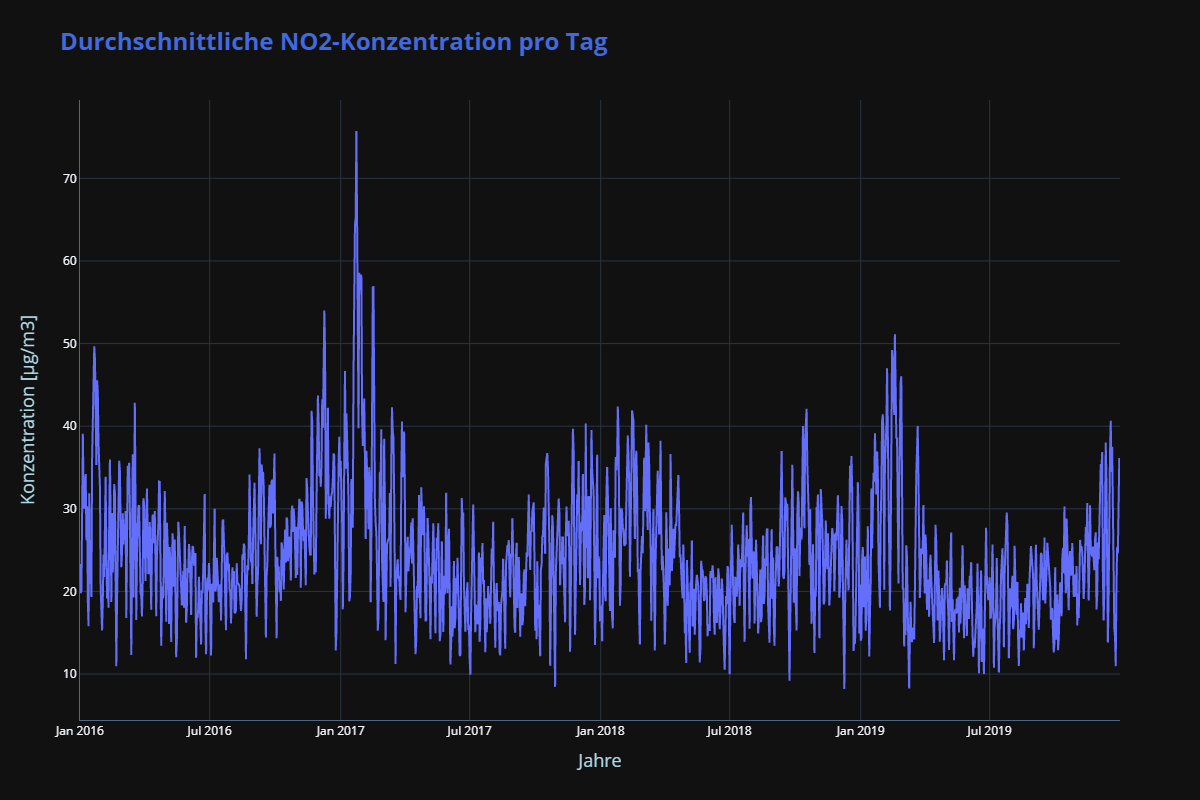 Durchschnittliche NO2-Konzentration pro Tag
Konzentration [µg/m3]
70
60
50
40
30
20
10
Jan 2016 Jul 2016 Jan 2017 Jul 2017 Jan 2018 Jul 2018 Jan 2019 Jul 2019
Jahre